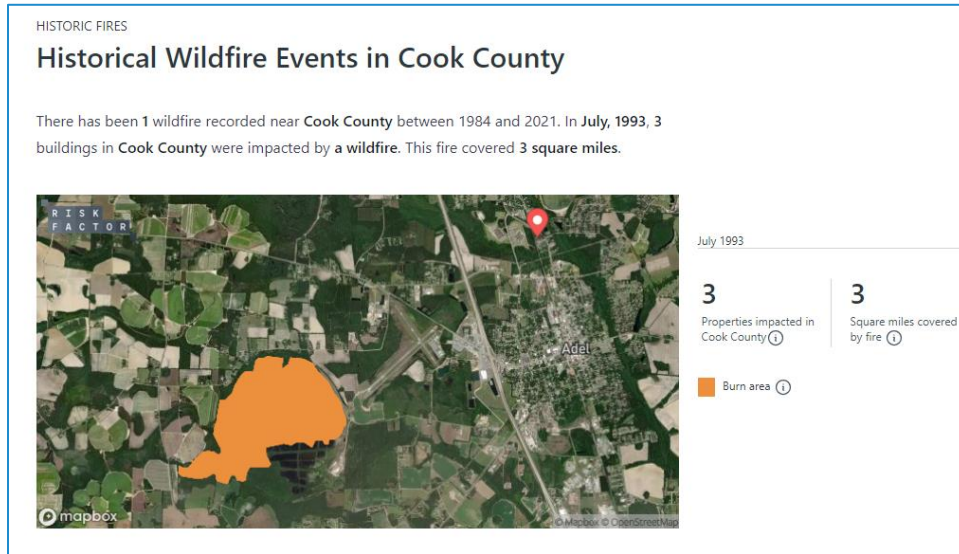 HISTORIC FIRES
Historical Wildfire Events in Cook County
There has been 1 wildfire recorded near Cook County between 1984 and 2021. In July, 1993, 3
buildings in Cook County were impacted by a wildfire. This fire covered 3 square miles.
RISK
FACTOR
Adel
mapbox
© Mapbox © OpenStreetMap
July 1993
3
Properties impacted in
Cook County
3
Square miles covered
by fire
Burn area